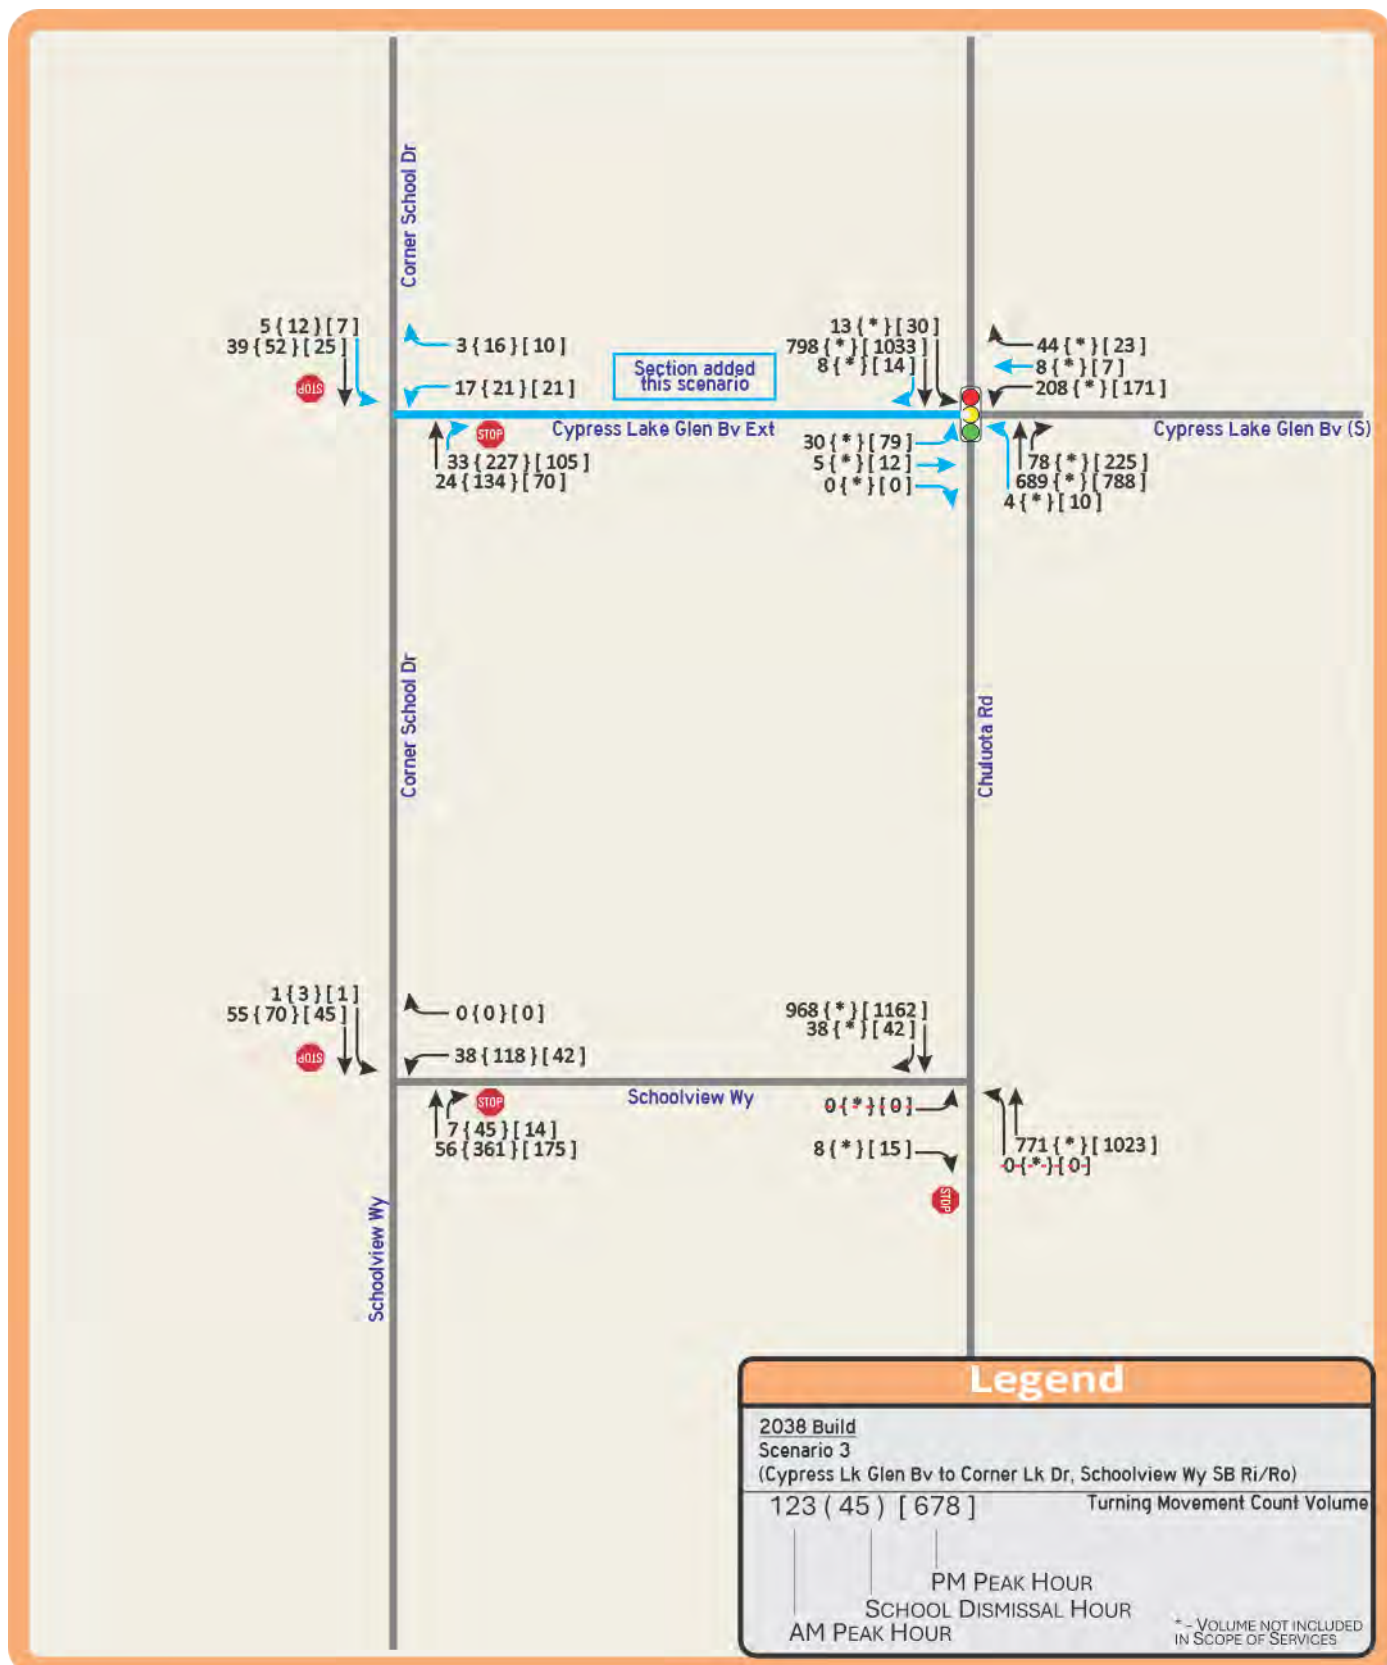 Corner School Dr
5 { 12 } [ 7 ]
39 { 52 } [ 25 ]
STOP
3 { 16 } [ 10 ]
17 { 21 } [ 21 ]
Section added
this scenario
13 { * } [ 30 ]
798 { * } [ 1033 ]
8 { * } [ 14 ]
44 { * } [ 23 ]
8 { * } [ 7 ]
208 { * } [ 171 ]
STOP
Cypress Lake Glen Bv Ext
Cypress Lake Glen Bv (S)
33 { 227 } [ 105 ]
24 { 134 } [ 70 ]
30 { * } [ 79 ]
5 { * } [ 12 ]
0 { * } [ 0 ]
78 { * } [ 225 ]
689 { * } [ 788 ]
4 { * } [ 10 ]
Corner School Dr
Chuluota Rd
1 { 3 } [ 1 ]
55 { 70 } [ 45 ]
STOP
0 { 0 } [ 0 ]
38 { 118 } [ 42 ]
968 { * } [ 1162 ]
38 { * } [ 42 ]
STOP
Schoolview Wy
7 { 45 } [ 14 ]
56 { 361 } [ 175 ]
0 { * } [ 0 ]
8 { * } [ 15 ]
STOP
771 { * } [ 1023 ]
0 { * } [ 0 ]
Schoolview Wy
Legend
2038 Build
Scenario 3
(Cypress Lk Glen Bv to Corner Lk Dr, Schoolview Wy SB Ri/Ro)
123 ( 45 ) [ 678 ]
Turning Movement Count Volume
PM PEAK HOUR
SCHOOL DISMISSAL HOUR
AM PEAK HOUR
* - VOLUME NOT INCLUDED
IN SCOPE OF SERVICES